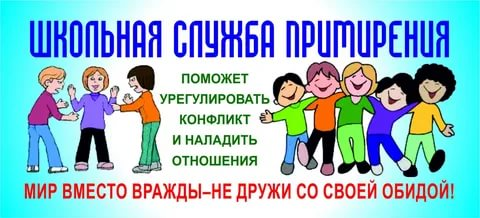 ШКОЛЬНАЯ СЛУЖБА ПРИМИРЕНИЯ
ПОМОЖЕТ
УРЕГУЛИРОВАТЬ
КОНФЛИКТ
И НАЛАДИТЬ
ОТНОШЕНИЯ
МИР ВМЕСТО ВРАЖДЫ–НЕ ДРУЖИ СО СВОЕЙ ОБИДОЙ!